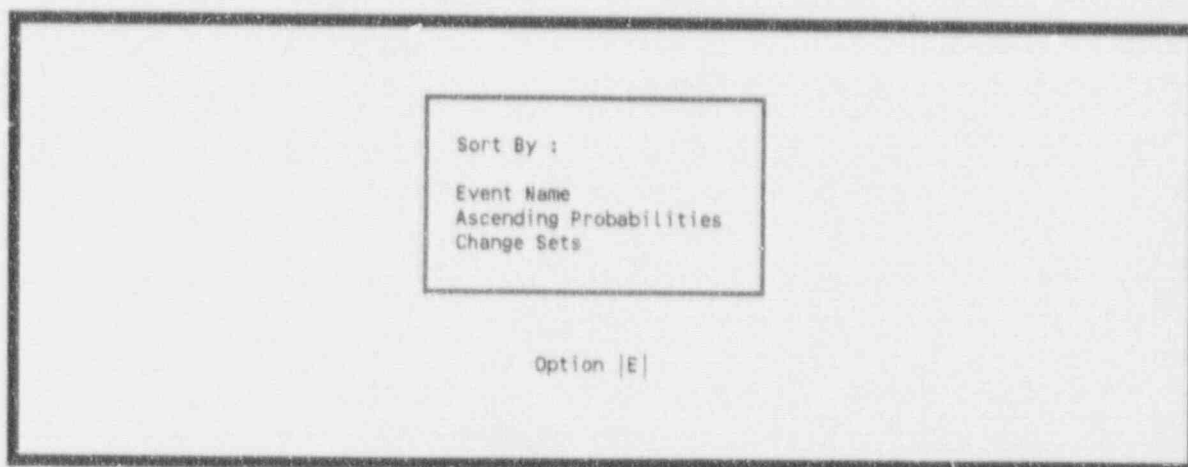 Sort By :
Event Name
Ascending Probabilities
Change Sets
Option |E|